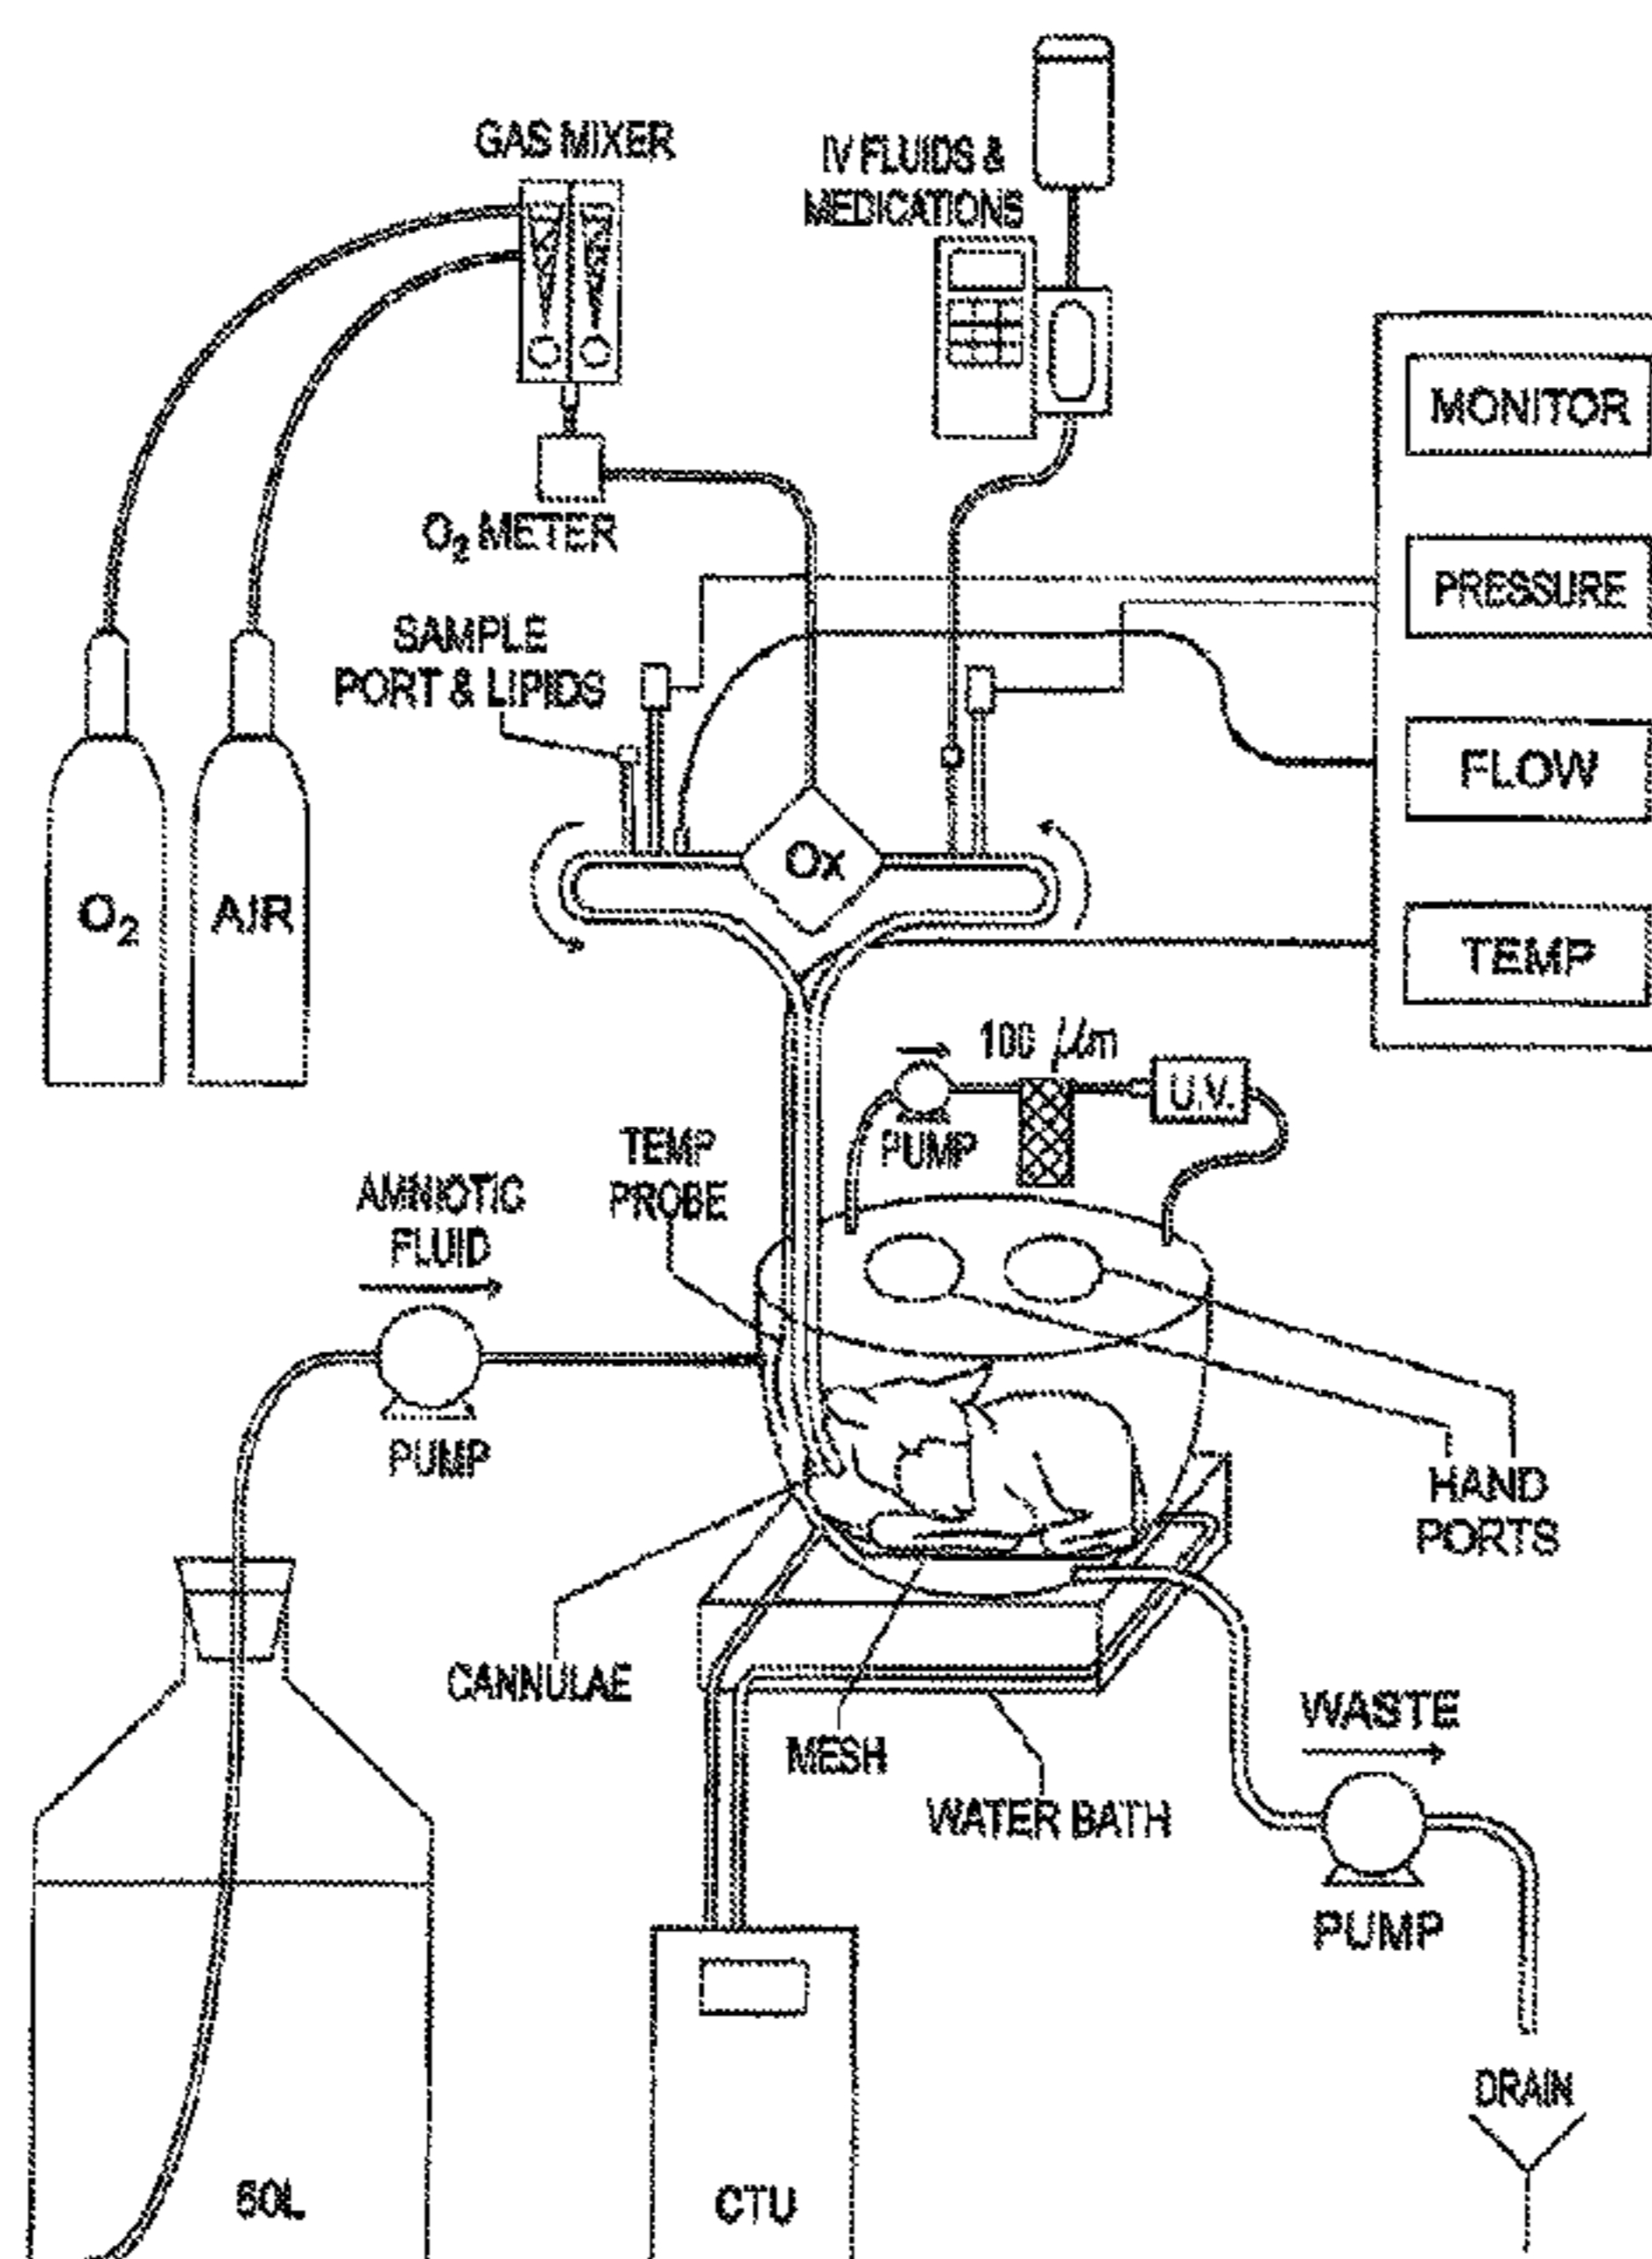 GAS MIXER
IV FLUIDS &
MEDICATIONS
MONITOR
O₂ METER
PRESSURE
SAMPLE
PORT & LIPIDS
FLOW
Ox
O₂
AIR
TEMP
100 μm
U.V.
PUMP
TEMP
PROBE
AMNIOTIC
FLUID
PUMP
HAND
PORTS
CANNULAE
MESH
WATER BATH
WASTE
PUMP
DRAIN
60L
CTU